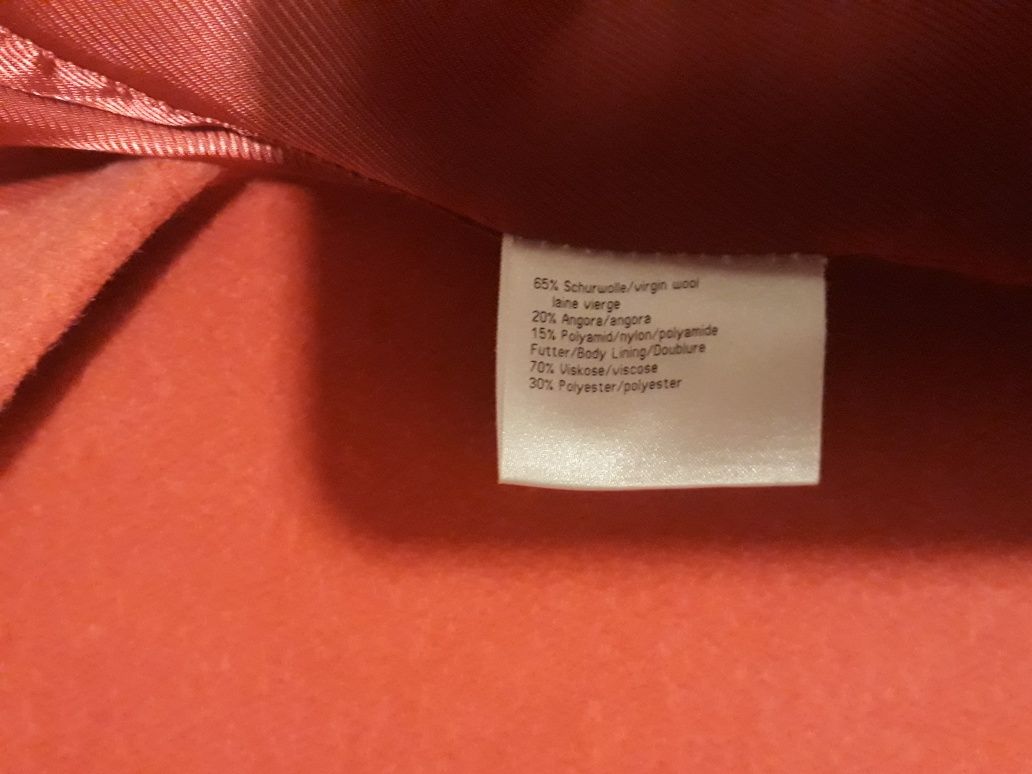 65% Schurwolle/virgin wool
laine vierge
20% Angora/angora
15% Polyamid/nylon/polyamide
Futter/Body Lining/Doublure
70% Viskose/viscose
30% Polyester/polyester